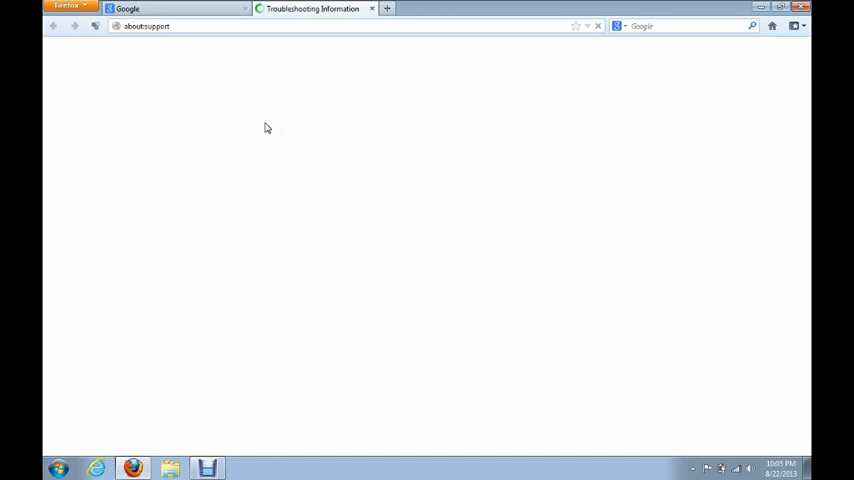 Firefox
Google
Troubleshooting Information
about:support
Google
10:05 PM
8/22/2013